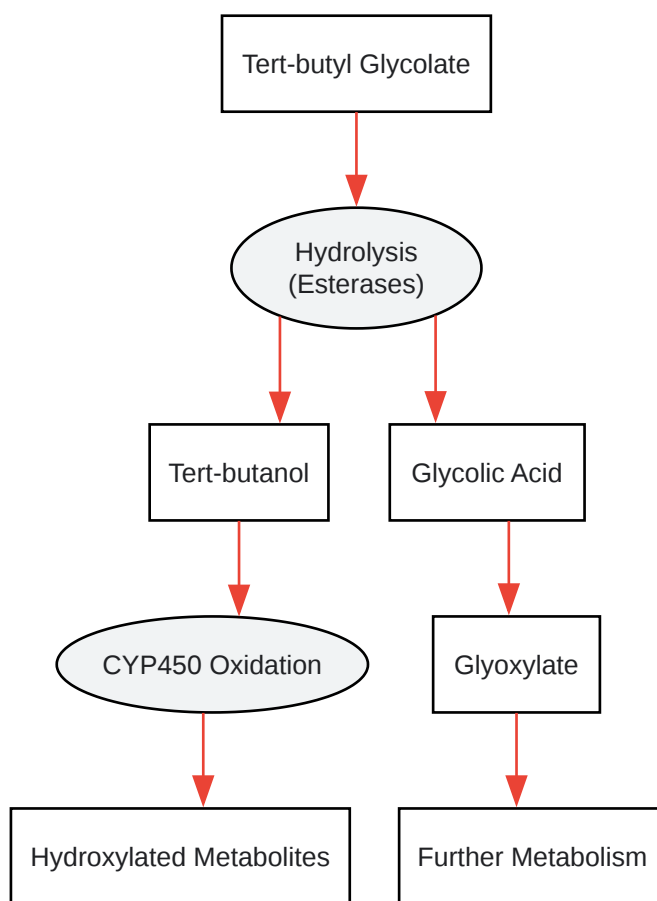 Tert-butyl Glycolate
Hydrolysis
(Esterases)
Tert-butanol
Glycolic Acid
CYP450 Oxidation
Glyoxylate
Hydroxylated Metabolites
Further Metabolism